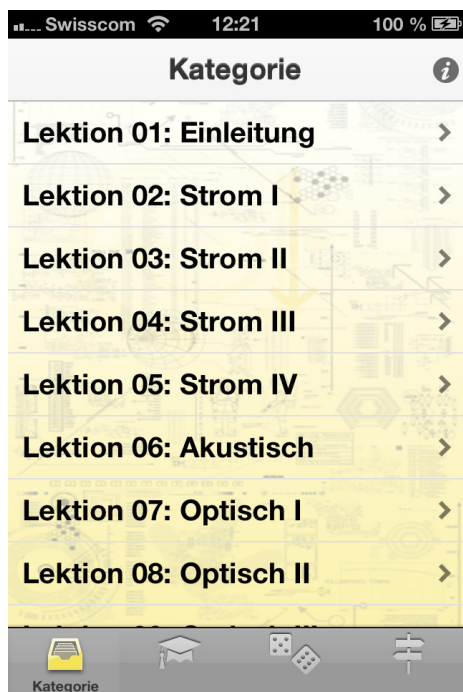 Swisscom 12:21 100 %
Kategorie
Lektion 01: Einleitung
Lektion 02: Strom I
Lektion 03: Strom II
Lektion 04: Strom III
Lektion 05: Strom IV
Lektion 06: Akustisch
Lektion 07: Optisch I
Lektion 08: Optisch II
Kategorie